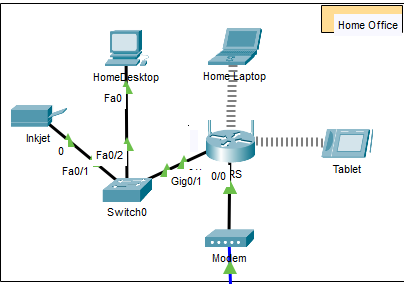 Home Office
HomeDesktop
Home Laptop
Fa0
Inkjet
0
Fa0/2
Fa0/1
Gig0/1
0/0
RS
Tablet
Switch0
Modem